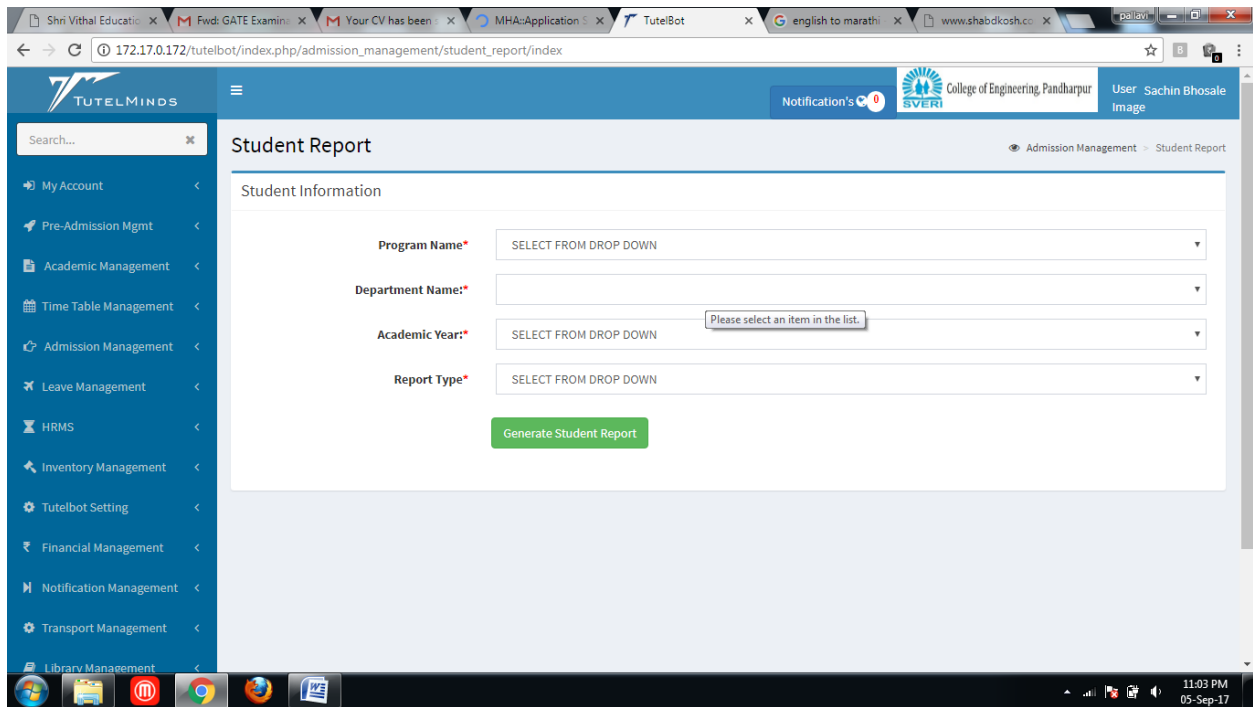 Shri Vithal Educatio
Fwd: GATE Examina
Your CV has been s
MHA::Application S
TutelBot
english to marathi
www.shabdkosh.co
pallavi
172.17.0.172/tutelbot/index.php/admission_management/student_report/index
TUTELMINDS
Notification's 0
SVERI
College of Engineering, Pandharpur
User Image Sachin Bhosale
Search...
Student Report
Admission Management > Student Report
My Account
Pre-Admission Mgmt
Academic Management
Time Table Management
Admission Management
Leave Management
HRMS
Inventory Management
Tutelbot Setting
Financial Management
Notification Management
Transport Management
Library Management
Student Information
Program Name* SELECT FROM DROP DOWN
Department Name:*
Please select an item in the list.
Academic Year:* SELECT FROM DROP DOWN
Report Type* SELECT FROM DROP DOWN
Generate Student Report
11:03 PM
05-Sep-17